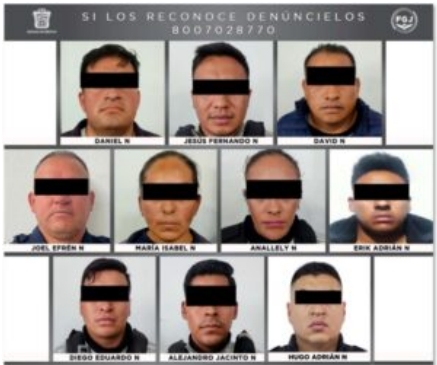 SI LOS RECONOCE DENÚNCIELOS
8007028770
PGJ
DANIEL N
JESÚS FERNANDO N
DAVID N
JOEL EFRÉN N
MARÍA ISABEL N
ANALLELY N
ERIK ADRIÁN N
DIEGO EDUARDO N
ALEJANDRO JACINTO N
HUGO ADRIÁN N